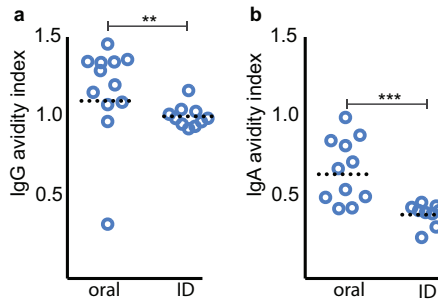 a
**
1.5
1.0
0.5
IgG avidity index
oral ID
b
***
1.5
1.0
0.5
IgA avidity index
oral ID